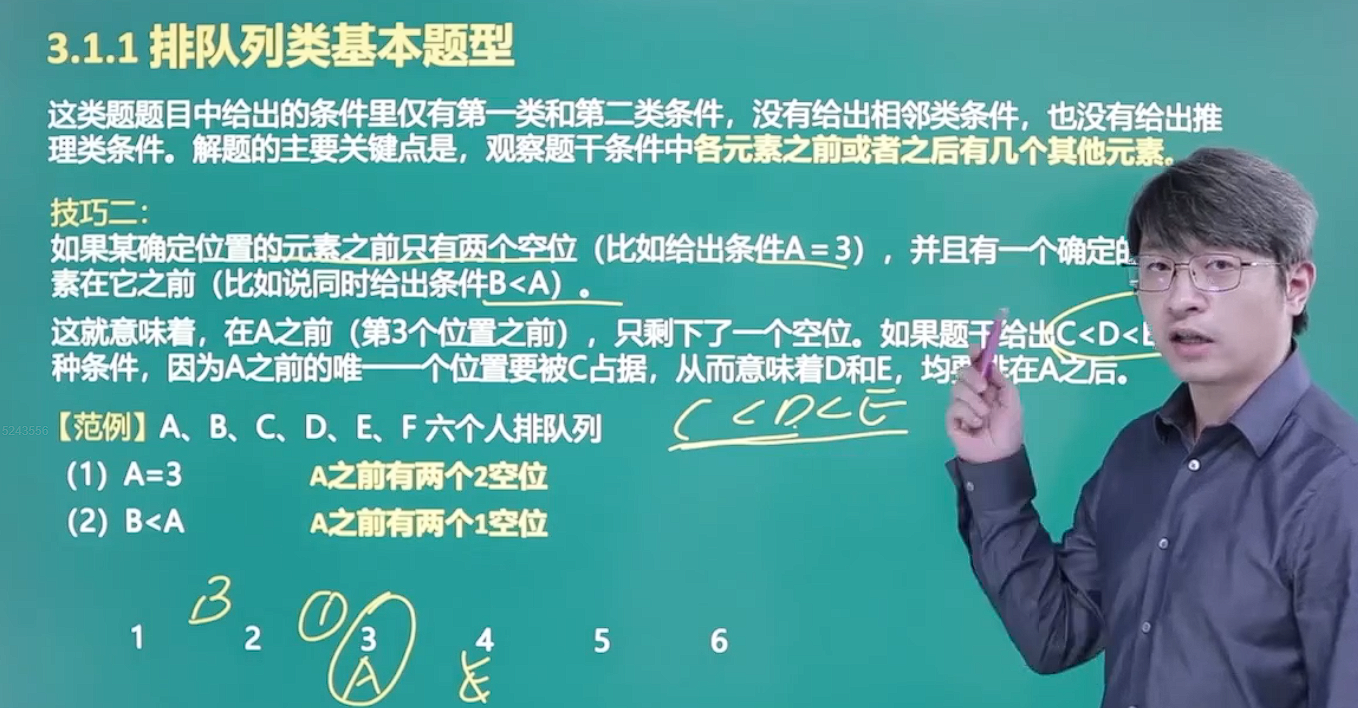 3.1.1 排队列类基本题型
这类题题目中给出的条件里仅有第一类和第二类条件，没有给出相邻类条件，也没有给出推
理类条件。解题的主要关键点是，观察题干条件中各元素之前或者之后有几个其他元素。
技巧二：
如果某确定位置的元素之前只有两个空位（比如给出条件A = 3），并且有一个确定的
素在它之前（比如说同时给出条件B<A）。
这就意味着，在A之前（第3个位置之前），只剩下了一个空位。如果题干给出C<D<E
种条件，因为A之前的唯一一个位置要被C占据，从而意味着D和E，均要排在A之后。
C < D < E
5243556
【范例】A、B、C、D、E、F 六个人排队列
（1）A=3 A之前有两个2空位
（2）B<A A之前有两个1空位
B ①
1 2 3 4 5 6
A